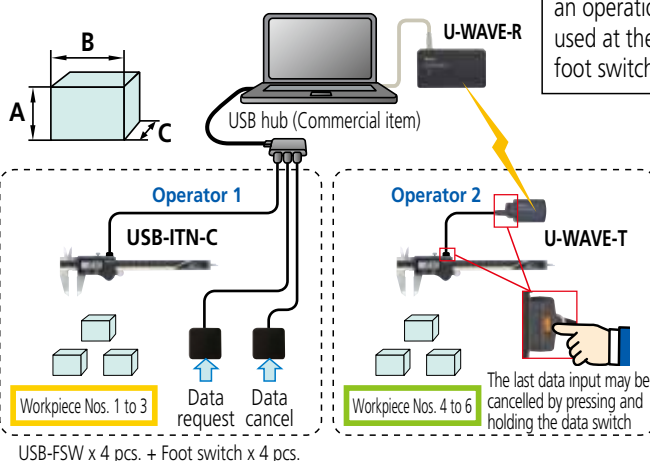 an operatio
used at the
foot switch
U-WAVE-R
B
A
C
USB hub (Commercial item)
Operator 1
USB-ITN-C
Workpiece Nos. 1 to 3
Data request
Data cancel
USB-FSW x 4 pcs. + Foot switch x 4 pcs.
Operator 2
U-WAVE-T
Workpiece Nos. 4 to 6
The last data input may be
cancelled by pressing and
holding the data switch